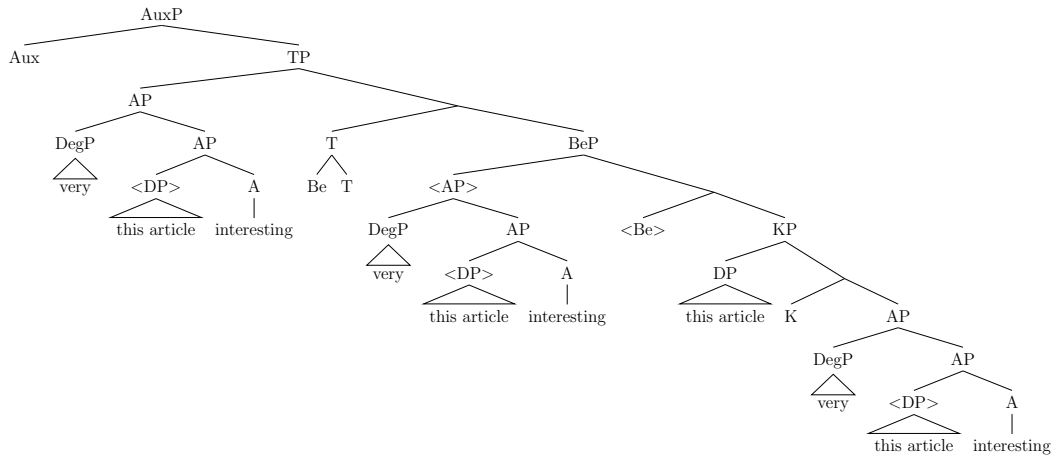 AuxP
Aux TP
AP
DegP AP T BeP
very <DP> A Be T <AP>
this article interesting DegP AP <Be> KP
very <DP> A DP
this article interesting this article K AP
DegP AP
very <DP> A
this article interesting